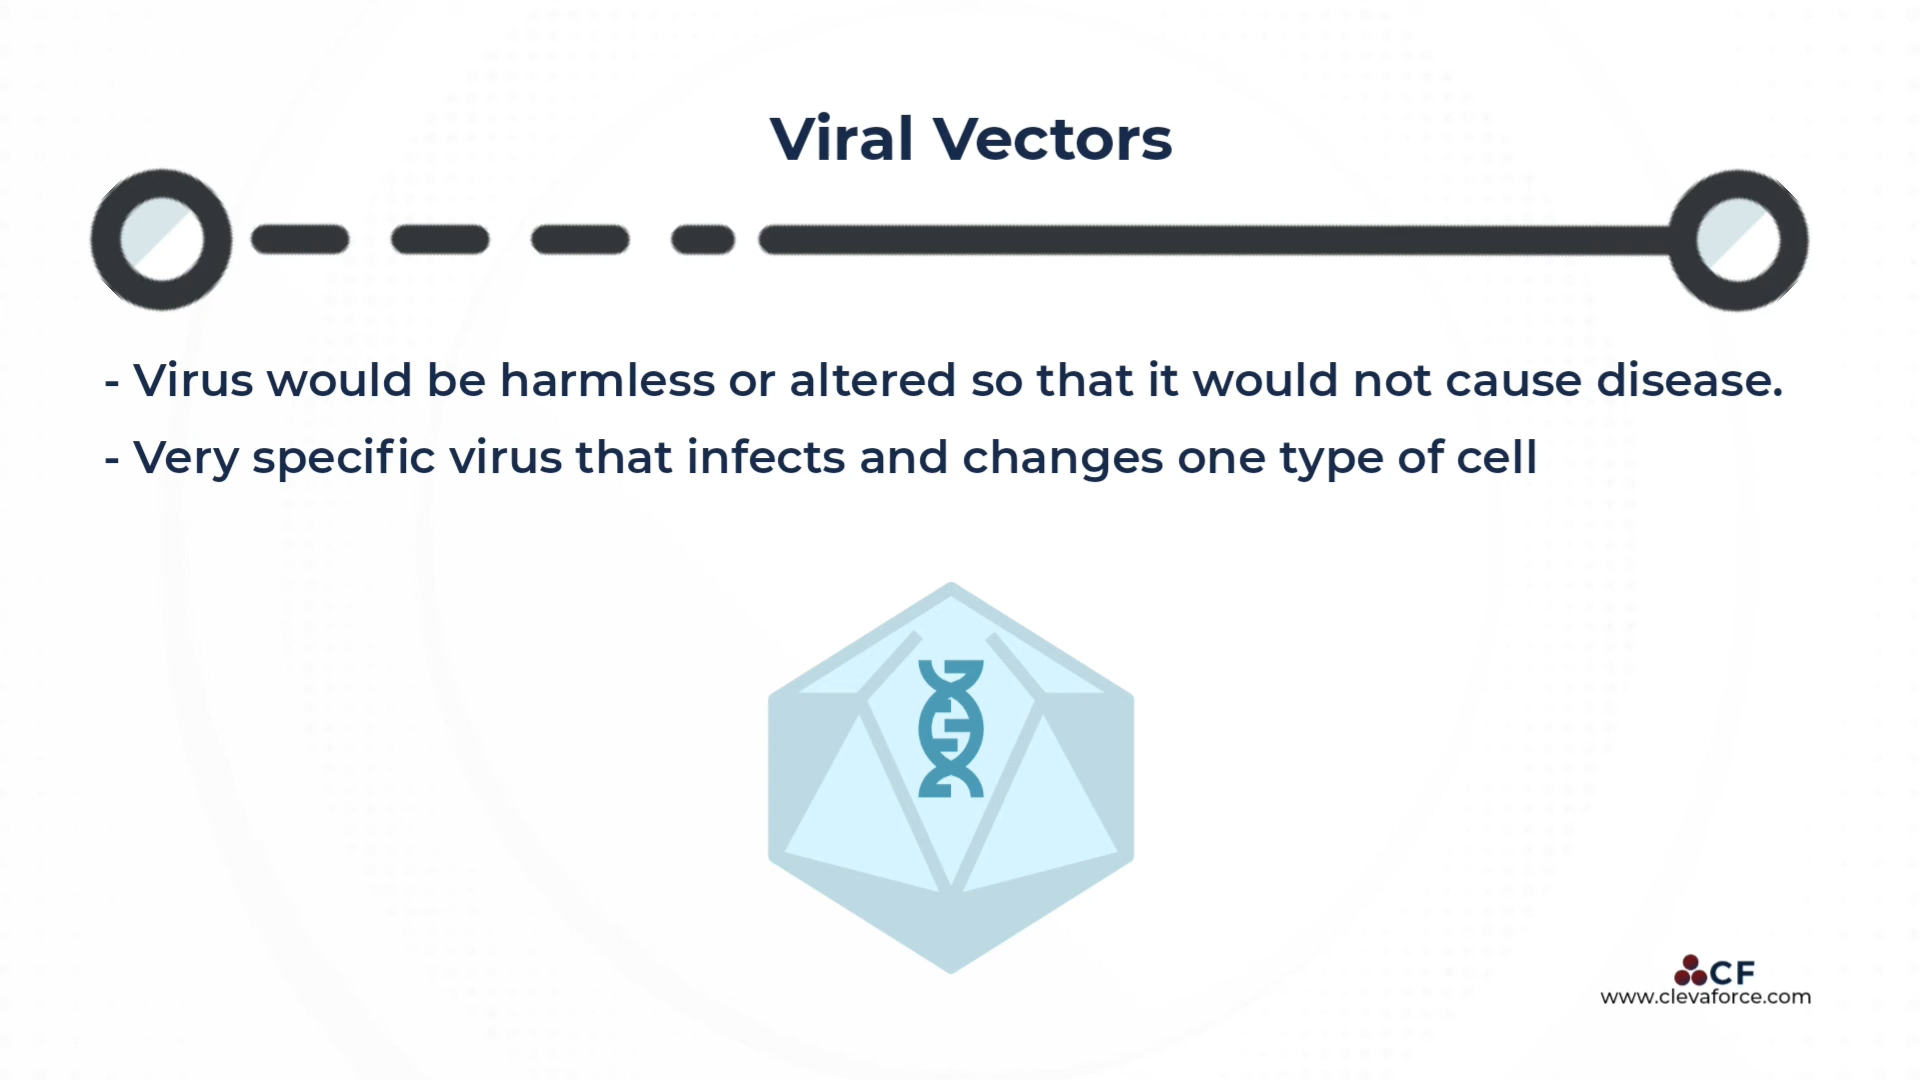 Viral Vectors
- Virus would be harmless or altered so that it would not cause disease.
- Very specific virus that infects and changes one type of cell
CF
www.clevaforce.com